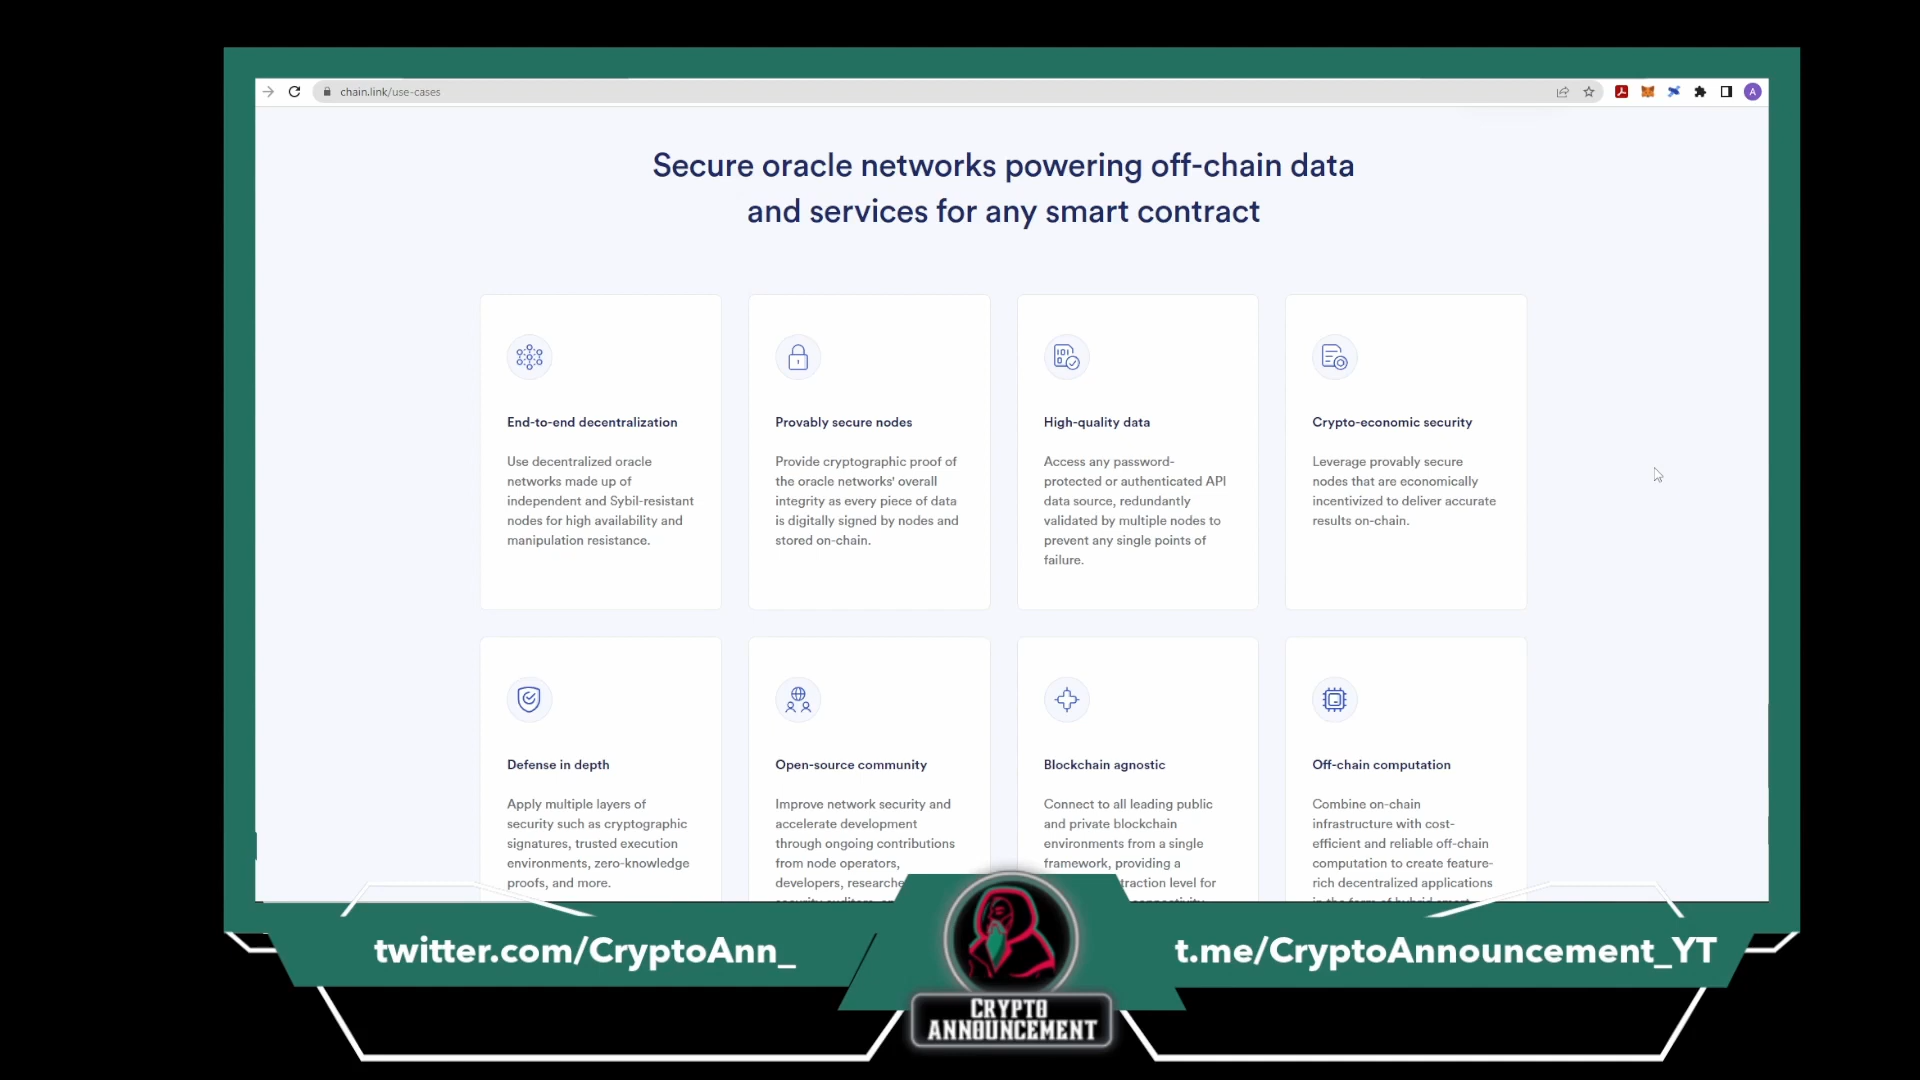 chain.link/use-cases
A
Secure oracle networks powering off-chain data
and services for any smart contract
End-to-end decentralization
Use decentralized oracle
networks made up of
independent and Sybil-resistant
nodes for high availability and
manipulation resistance.
Provably secure nodes
Provide cryptographic proof of
the oracle networks' overall
integrity as every piece of data
is digitally signed by nodes and
stored on-chain.
High-quality data
Access any password-
protected or authenticated API
data source, redundantly
validated by multiple nodes to
prevent any single points of
failure.
Crypto-economic security
Leverage provably secure
nodes that are economically
incentivized to deliver accurate
results on-chain.
Defense in depth
Apply multiple layers of
security such as cryptographic
signatures, trusted execution
environments, zero-knowledge
proofs, and more.
Open-source community
Improve network security and
accelerate development
through ongoing contributions
from node operators,
developers,
Blockchain agnostic
Connect to all leading public
and private blockchain
environments from a single
framework, providing a
level for
Off-chain computation
Combine on-chain
infrastructure with cost-
efficient and reliable off-chain
computation to create feature-
rich decentralized applications
twitter.com/CryptoAnn_
CRYPTO
ANNOUNCEMENT
t.me/CryptoAnnouncement_YT